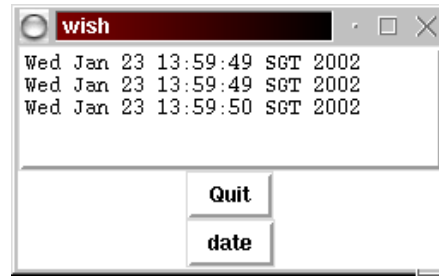 wish
Wed Jan 23 13:59:49 SGT 2002
Wed Jan 23 13:59:49 SGT 2002
Wed Jan 23 13:59:50 SGT 2002
Quit
date